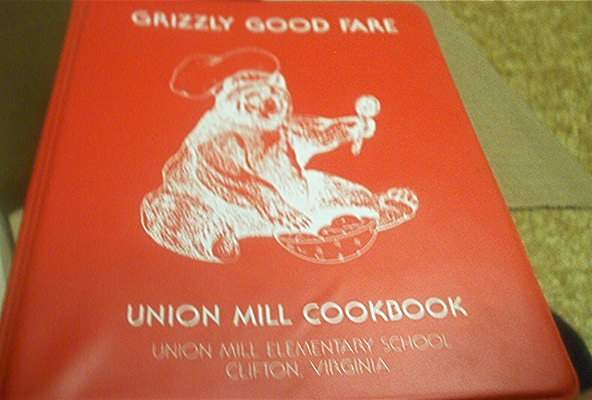 GRIZZLY GOOD FARE
UNION MILL COOKBOOK
UNION MILL ELEMENTARY SCHOOL
CLIFTON, VIRGINIA